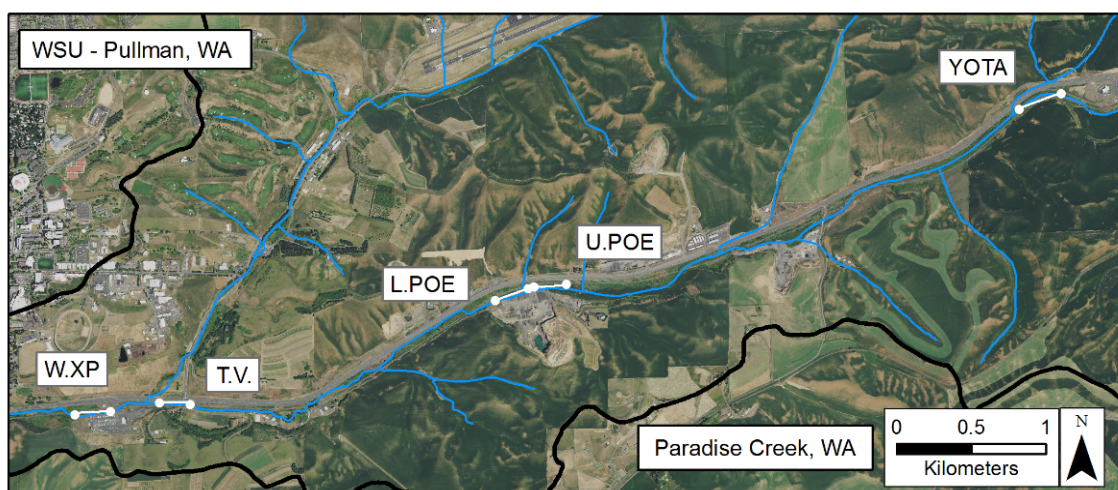 WSU - Pullman, WA
YOTA
U.POE
L.POE
W.XP
T.V.
Paradise Creek, WA
0 0.5 1
Kilometers
N